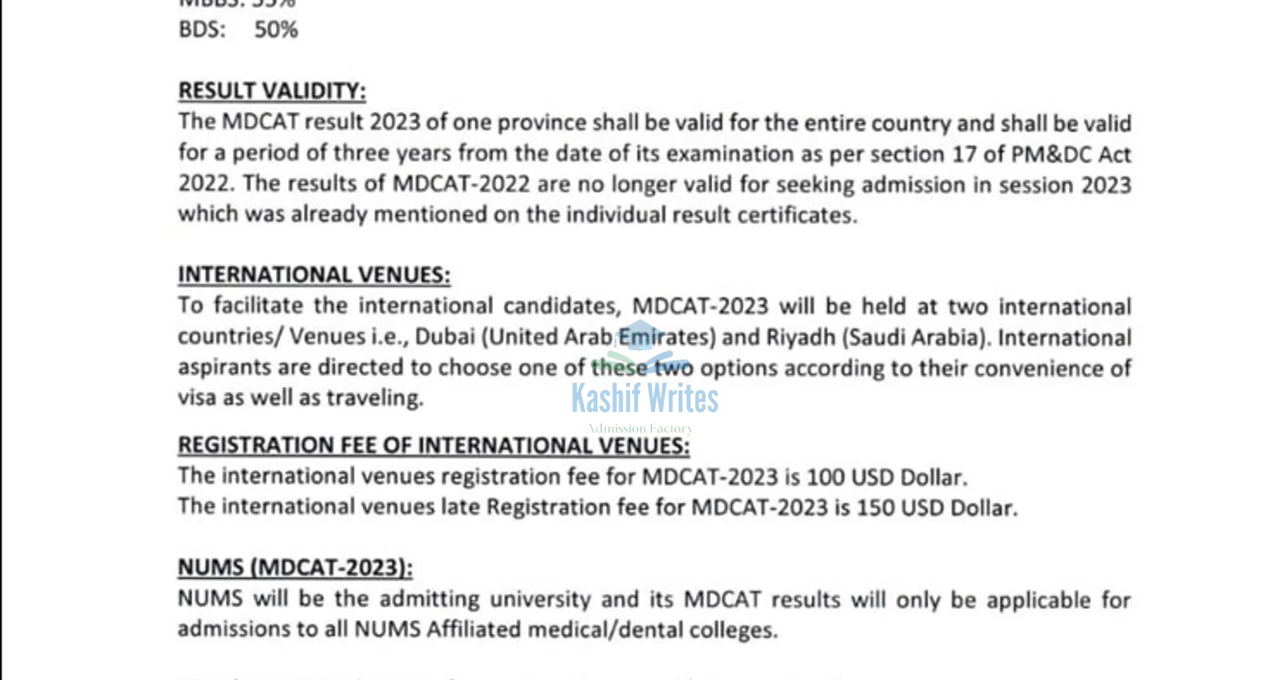 MBBS: 55%
BDS: 50%
RESULT VALIDITY:
The MDCAT result 2023 of one province shall be valid for the entire country and shall be valid
for a period of three years from the date of its examination as per section 17 of PM&DC Act
2022. The results of MDCAT-2022 are no longer valid for seeking admission in session 2023
which was already mentioned on the individual result certificates.
INTERNATIONAL VENUES:
To facilitate the international candidates, MDCAT-2023 will be held at two international
countries/ Venues i.e., Dubai (United Arab Emirates) and Riyadh (Saudi Arabia). International
aspirants are directed to choose one of these two options according to their convenience of
visa as well as traveling.
Kashif Writes
Admission Factory
REGISTRATION FEE OF INTERNATIONAL VENUES:
The international venues registration fee for MDCAT-2023 is 100 USD Dollar.
The international venues late Registration fee for MDCAT-2023 is 150 USD Dollar.
NUMS (MDCAT-2023):
NUMS will be the admitting university and its MDCAT results will only be applicable for
admissions to all NUMS Affiliated medical/dental colleges.